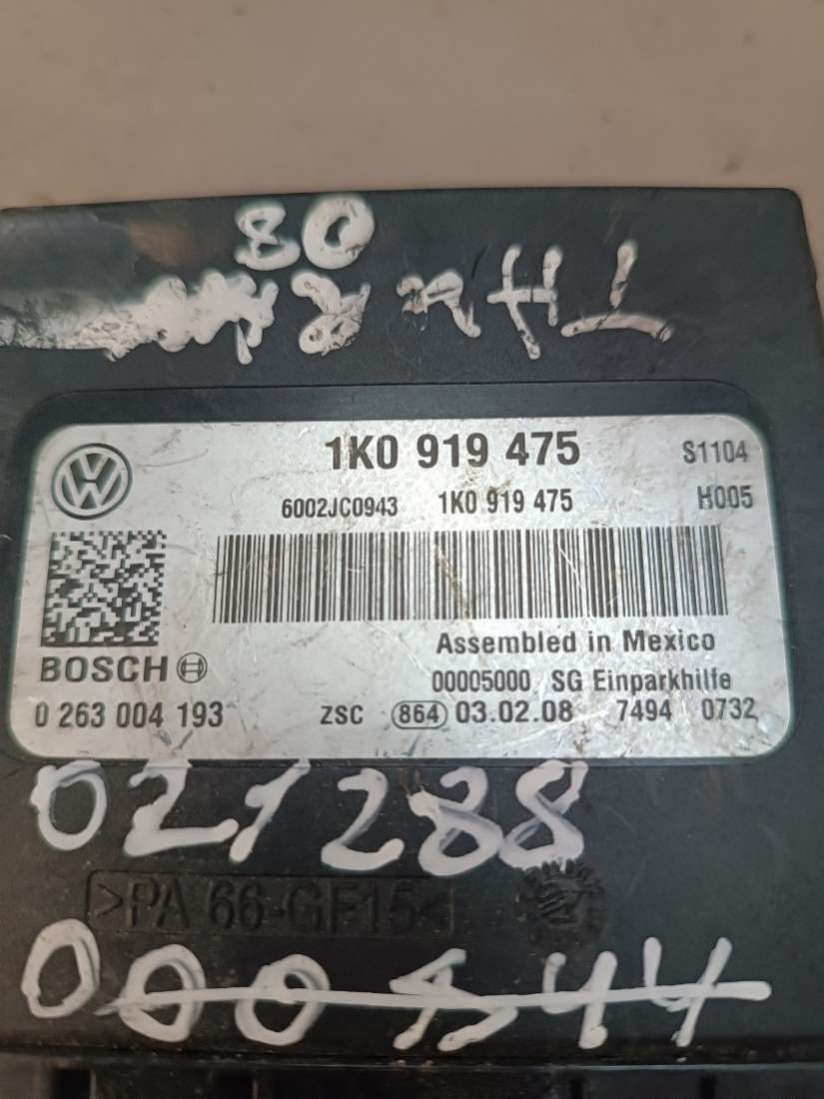 80
1K0 919 475 S1104
6002JC0943 1K0 919 475 H005
Assembled in Mexico
BOSCH 00005000 SG Einparkhilfe
0 263 004 193 ZSC 864 03.02.08 7494 0732
021288
>PA 66-GF15<
000544